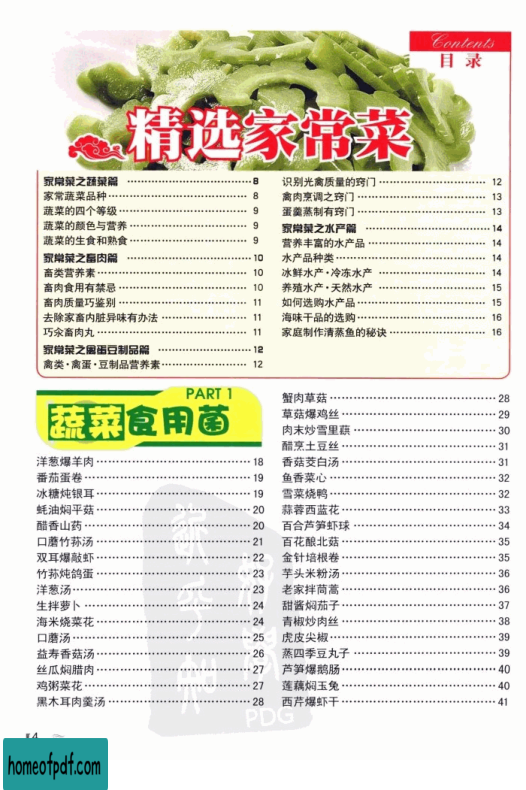 Contents
目录
精选家常菜
家常菜之蔬菜篇 8
家常蔬菜品种 8
蔬菜的四个等级 9
蔬菜的颜色与营养 9
蔬菜的生食和熟食 9
家常菜之畜肉篇 10
畜类营养素 10
畜肉食用有禁忌 10
畜肉质量巧鉴别 11
去除家畜内脏异味有办法 11
巧汆畜肉丸 11
家常菜之禽蛋豆制品篇 12
禽类·禽蛋·豆制品营养素 12
识别光禽质量的窍门 12
禽肉烹调之窍门 13
蛋羹蒸制有窍门 13
家常菜之水产篇 14
营养丰富的水产品 14
水产品种类 14
冰鲜水产·冷冻水产 14
养殖水产·天然水产 15
如何选购水产品 15
海味干品的选购 16
家庭制作清蒸鱼的秘诀 16
PART 1
蔬菜食用菌
洋葱爆羊肉 18
番茄蛋卷 19
冰糖炖银耳 19
蚝油焖平菇 20
醋香山药 20
口蘑竹荪汤 21
双耳爆敲虾 22
竹荪炖鸽蛋 23
洋葱汤 23
生拌萝卜 24
海米烧菜花 24
口蘑汤 25
益寿香菇汤 26
丝瓜焖腊肉 27
鸡粥菜花 27
黑木耳肉羹汤 28
蟹肉草菇 28
草菇爆鸡丝 29
肉末炒雪里蕻 30
醋烹土豆丝 31
香菇茭白汤 31
鱼香菜心 32
雪菜烧鸭 32
蒜蓉西蓝花 33
百合芦笋虾球 34
百花酿北菇 35
金针培根卷 35
芋头米粉汤 36
老家拌茼蒿 36
甜酱焖茄子 37
青椒炒肉丝 38
虎皮尖椒 39
蒸四季豆丸子 39
芦笋爆鹅肠 40
莲藕焖玉兔 40
西芹爆虾干 41
PDG
4
homeofpdf.com